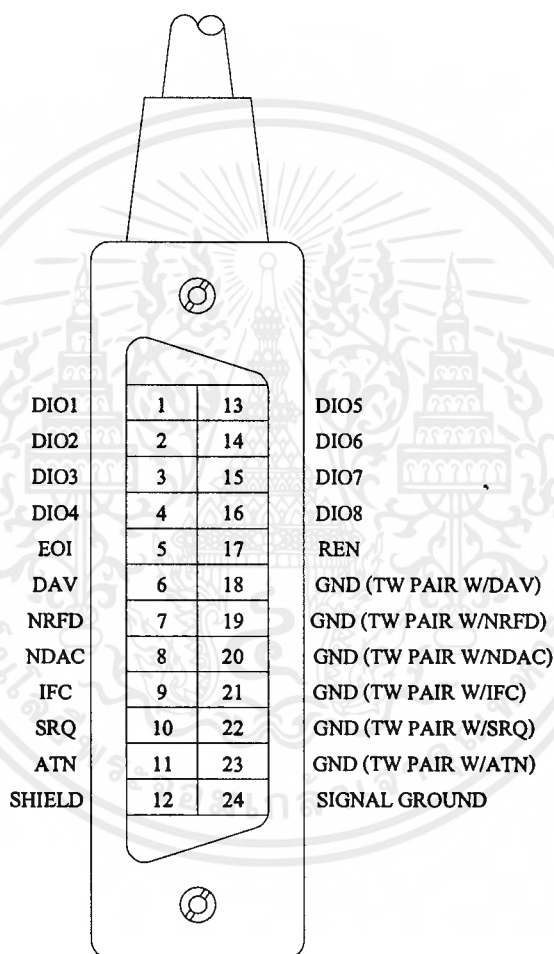 DIO1 1 13 DIO5
DIO2 2 14 DIO6
DIO3 3 15 DIO7
DIO4 4 16 DIO8
EOI 5 17 REN
DAV 6 18 GND (TW PAIR W/DAV)
NRFD 7 19 GND (TW PAIR W/NRFD)
NDAC 8 20 GND (TW PAIR W/NDAC)
IFC 9 21 GND (TW PAIR W/IFC)
SRQ 10 22 GND (TW PAIR W/SRQ)
ATN 11 23 GND (TW PAIR W/ATN)
SHIELD 12 24 SIGNAL GROUND